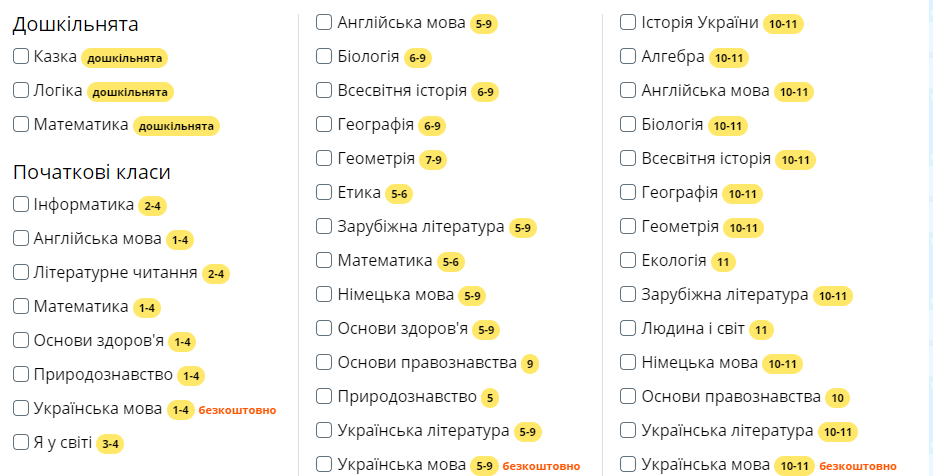 Дошкільнята
Казка дошкільнята
Логіка дошкільнята
Математика дошкільнята
Початкові класи
Інформатика 2-4
Англійська мова 1-4
Літературне читання 2-4
Математика 1-4
Основи здоров'я 1-4
Природознавство 1-4
Українська мова 1-4 безкоштовно
Я у світі 3-4
Англійська мова 5-9
Біологія 6-9
Всесвітня історія 6-9
Географія 6-9
Геометрія 7-9
Етика 5-6
Зарубіжна література 5-9
Математика 5-6
Німецька мова 5-9
Основи здоров'я 5-9
Основи правознавства 9
Природознавство 5
Українська література 5-9
Українська мова 5-9 безкоштовно
Історія України 10-11
Алгебра 10-11
Англійська мова 10-11
Біологія 10-11
Всесвітня історія 10-11
Географія 10-11
Геометрія 10-11
Екологія 11
Зарубіжна література 10-11
Людина і світ 11
Німецька мова 10-11
Основи правознавства 10
Українська література 10-11
Українська мова 10-11 безкоштовно